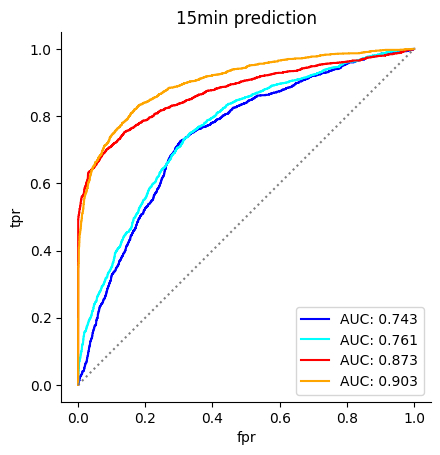 15min prediction
tpr
1.0
0.8
0.6
0.4
0.2
0.0
AUC: 0.743
AUC: 0.761
AUC: 0.873
AUC: 0.903
0.0 0.2 0.4 0.6 0.8 1.0
fpr